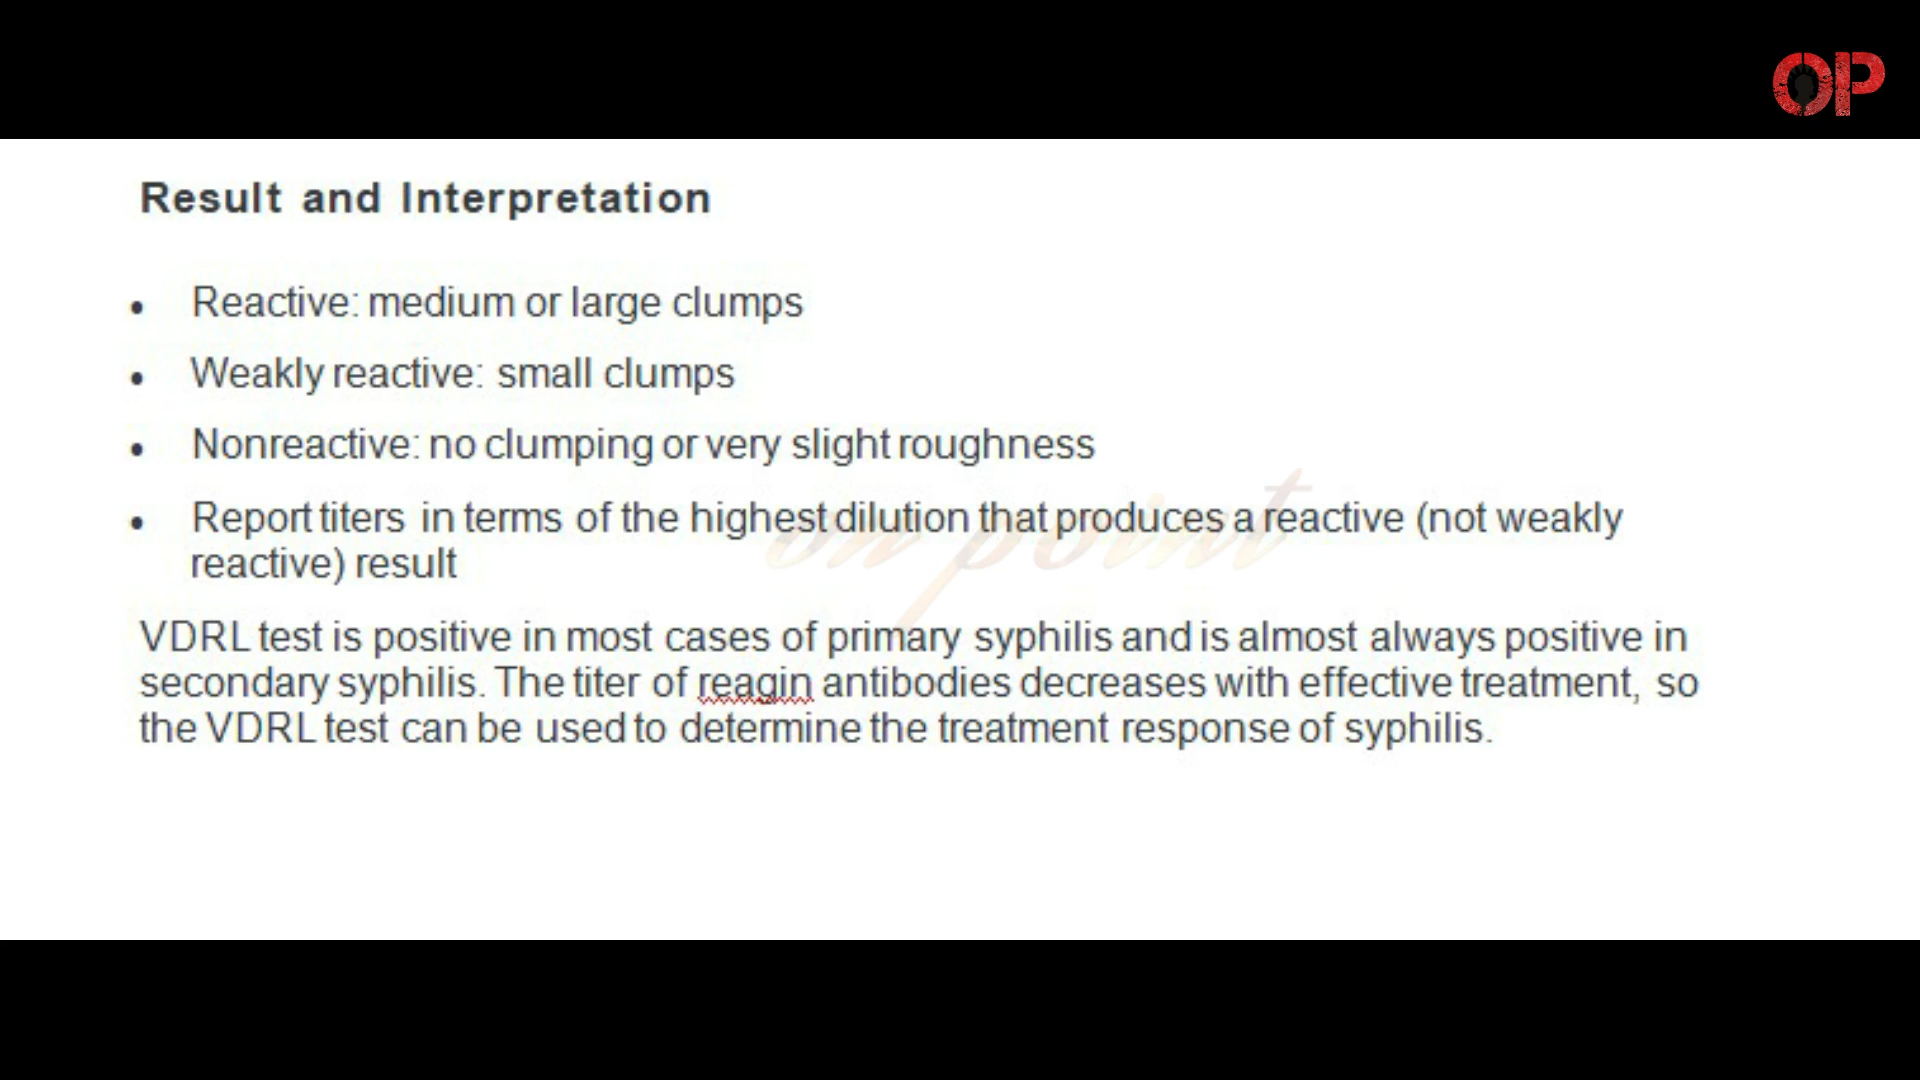 OP
Result and Interpretation
• Reactive: medium or large clumps
• Weakly reactive: small clumps
• Nonreactive: no clumping or very slight roughness
• Report titers in terms of the highest dilution that produces a reactive (not weakly
reactive) result
on point
VDRL test is positive in most cases of primary syphilis and is almost always positive in
secondary syphilis. The titer of reagin antibodies decreases with effective treatment, so
the VDRL test can be used to determine the treatment response of syphilis.